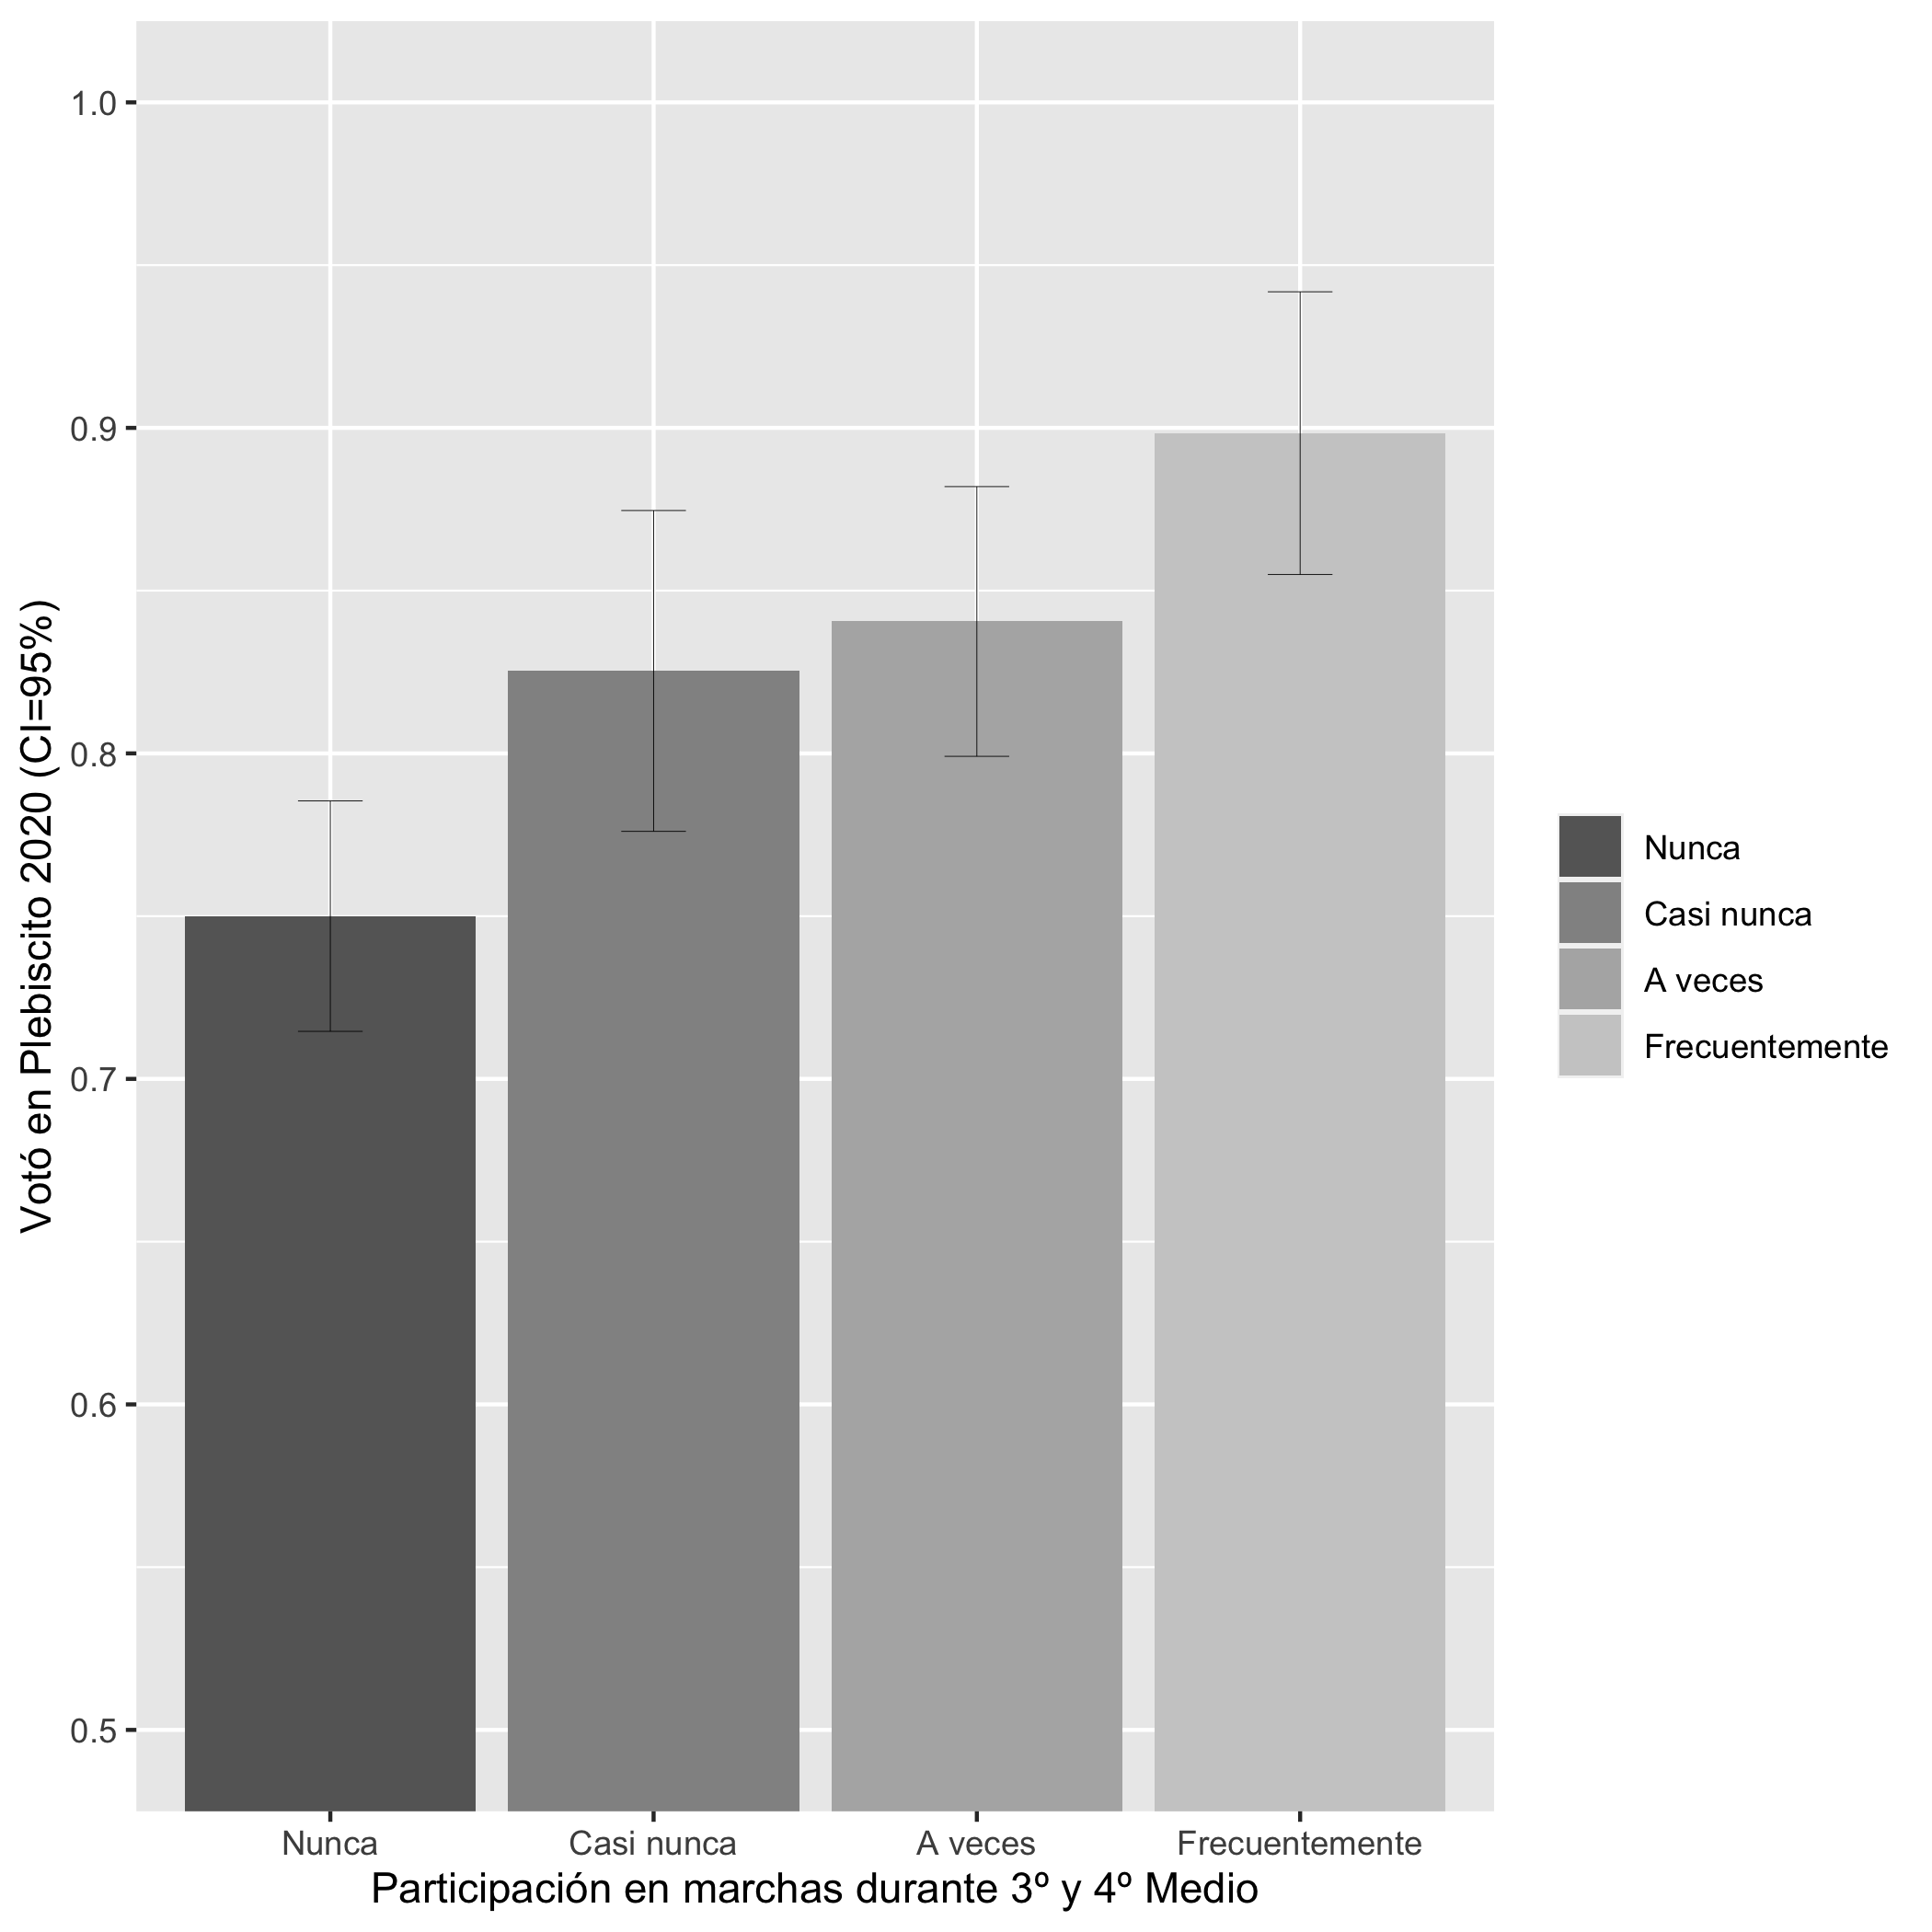 Votó en Plebiscito 2020 (CI=95%)
1.0
0.9
0.8
0.7
0.6
0.5
Nunca
Casi nunca
A veces
Frecuentemente
Participación en marchas durante 3º y 4º Medio
Nunca
Casi nunca
A veces
Frecuentemente